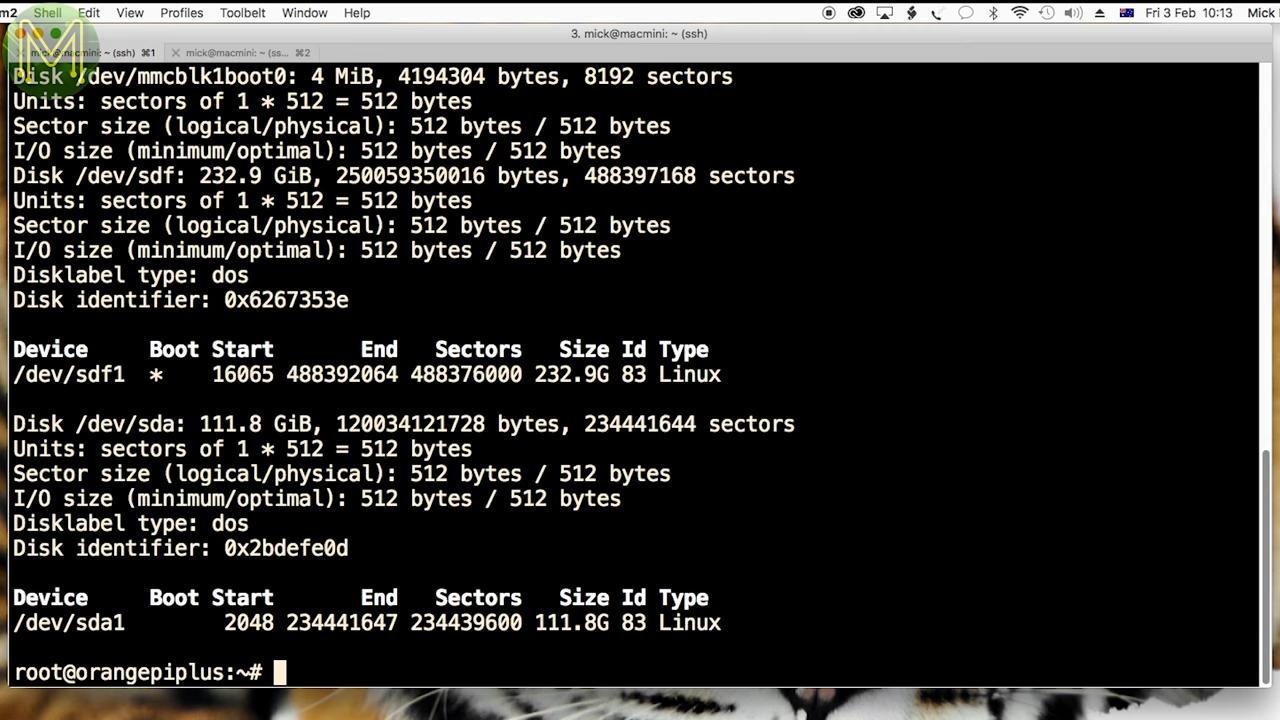 m2 Shell Edit View Profiles Toolbelt Window Help Fri 3 Feb 10:13 Mick
3. mick@macmini: ~ (ssh)
mick@macmini: ~ (ssh) ⌘1 mick@macmini: ~ (ss... ⌘2
M
Disk /dev/mmcblk1boot0: 4 MiB, 4194304 bytes, 8192 sectors
Units: sectors of 1 * 512 = 512 bytes
Sector size (logical/physical): 512 bytes / 512 bytes
I/O size (minimum/optimal): 512 bytes / 512 bytes
Disk /dev/sdf: 232.9 GiB, 250059350016 bytes, 488397168 sectors
Units: sectors of 1 * 512 = 512 bytes
Sector size (logical/physical): 512 bytes / 512 bytes
I/O size (minimum/optimal): 512 bytes / 512 bytes
Disklabel type: dos
Disk identifier: 0x6267353e
Device Boot Start End Sectors Size Id Type
/dev/sdf1 * 16065 488392064 488376000 232.9G 83 Linux
Disk /dev/sda: 111.8 GiB, 120034121728 bytes, 234441644 sectors
Units: sectors of 1 * 512 = 512 bytes
Sector size (logical/physical): 512 bytes / 512 bytes
I/O size (minimum/optimal): 512 bytes / 512 bytes
Disklabel type: dos
Disk identifier: 0x2bdefe0d
Device Boot Start End Sectors Size Id Type
/dev/sda1 2048 234441647 234439600 111.8G 83 Linux
root@orangepiplus:~#